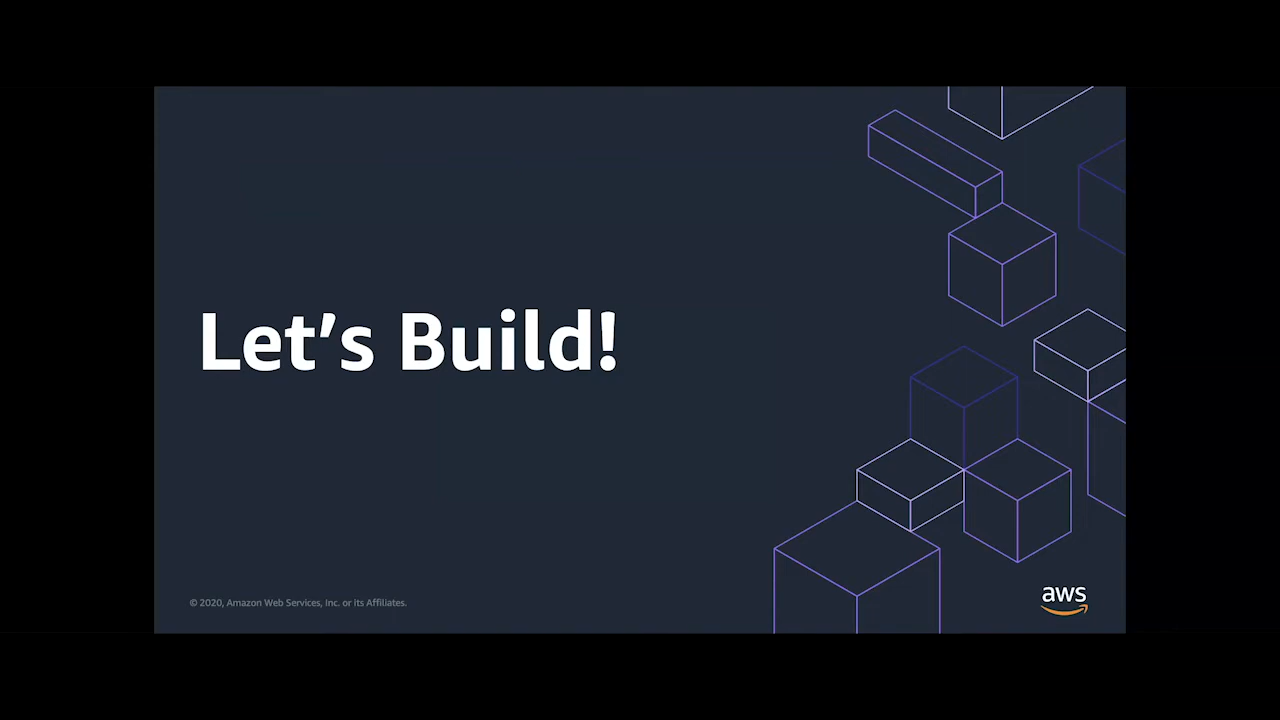 Let’s Build!
© 2020, Amazon Web Services, Inc. or its Affiliates.
aws